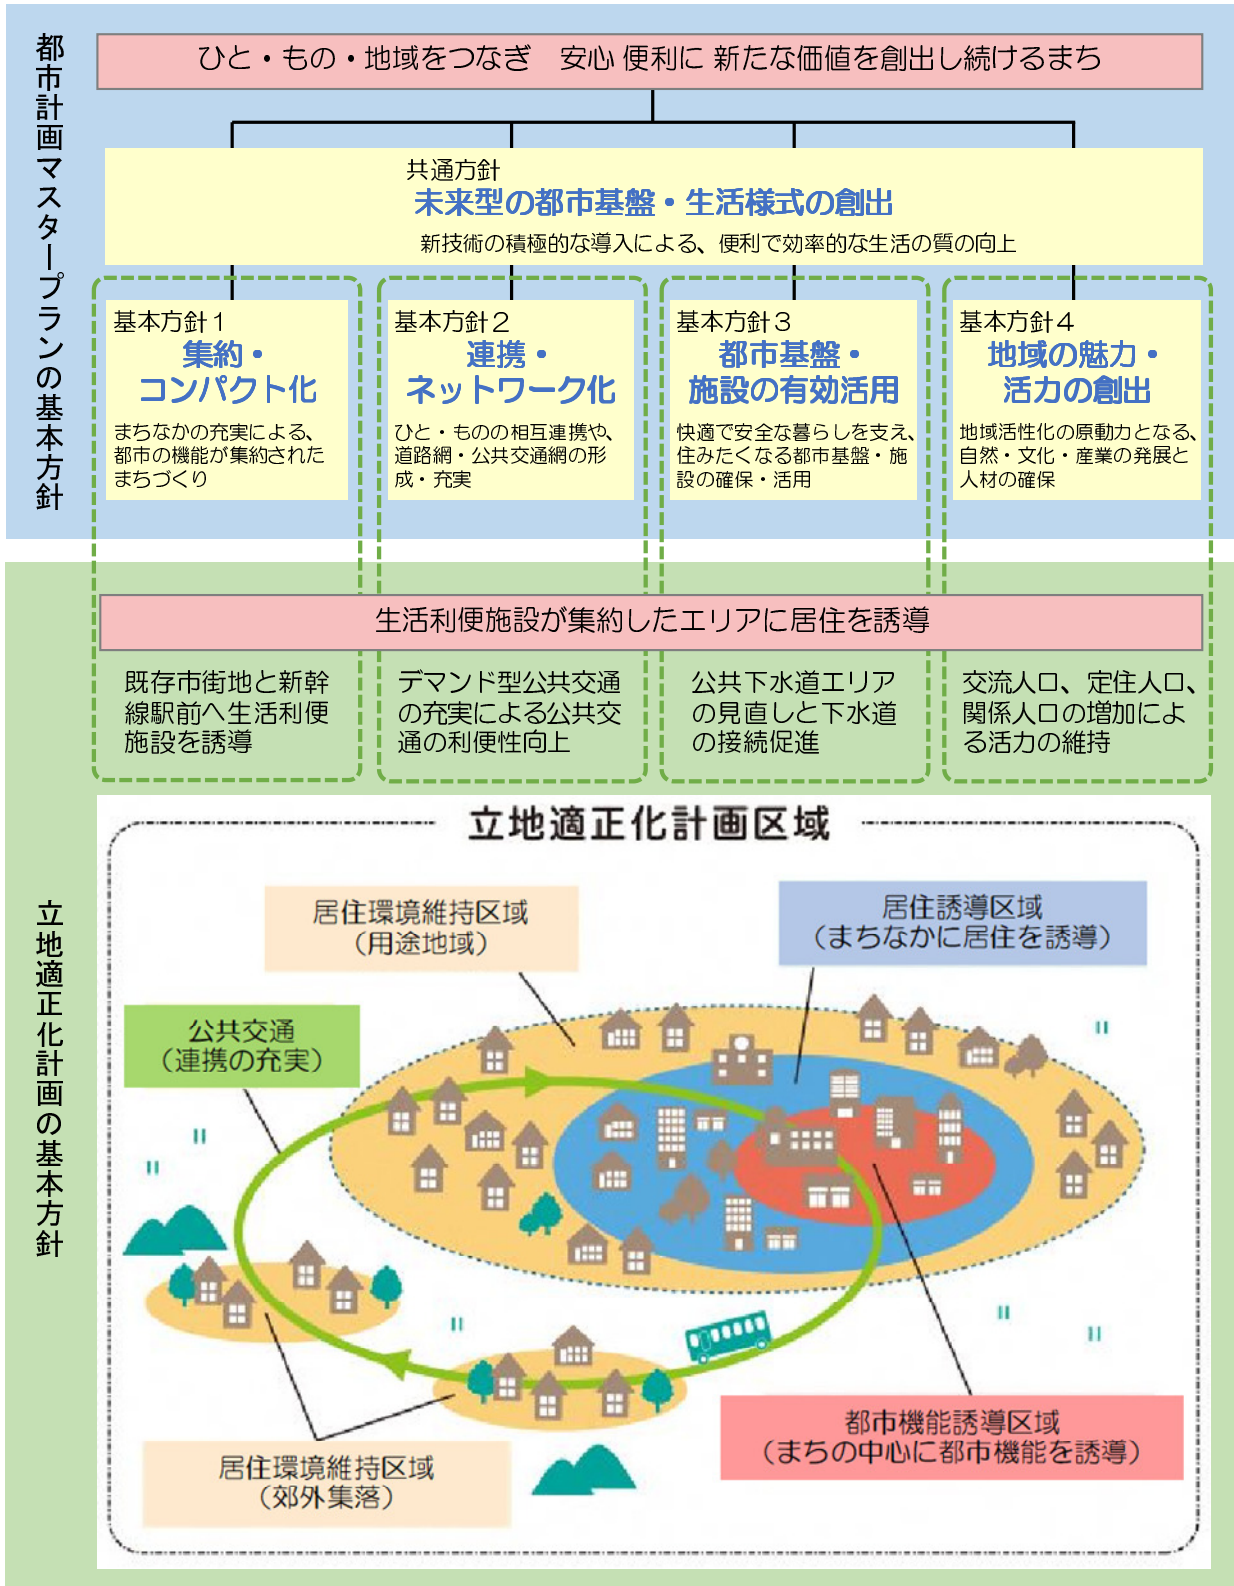 都市計画マスタープランの基本方針
ひと・もの・地域をつなぎ　安心 便利に 新たな価値を創出し続けるまち
共通方針
未来型の都市基盤・生活様式の創出
新技術の積極的な導入による、便利で効率的な生活の質の向上
基本方針１
集約・
コンパクト化
まちなかの充実による、
都市の機能が集約された
まちづくり
基本方針２
連携・
ネットワーク化
ひと・ものの相互連携や、
道路網・公共交通網の形
成・充実
基本方針３
都市基盤・
施設の有効活用
快適で安全な暮らしを支え、
住みたくなる都市基盤・施
設の確保・活用
基本方針４
地域の魅力・
活力の創出
地域活性化の原動力となる、
自然・文化・産業の発展と
人材の確保
立地適正化計画の基本方針
生活利便施設が集約したエリアに居住を誘導
既存市街地と新幹
線駅前へ生活利便
施設を誘導
デマンド型公共交通
の充実による公共交
通の利便性向上
公共下水道エリア
の見直しと下水道
の接続促進
交流人口、定住人口、
関係人口の増加によ
る活力の維持
立地適正化計画区域
居住環境維持区域
（用途地域）
居住誘導区域
（まちなかに居住を誘導）
公共交通
（連携の充実）
都市機能誘導区域
（まちの中心に都市機能を誘導）
居住環境維持区域
（郊外集落）